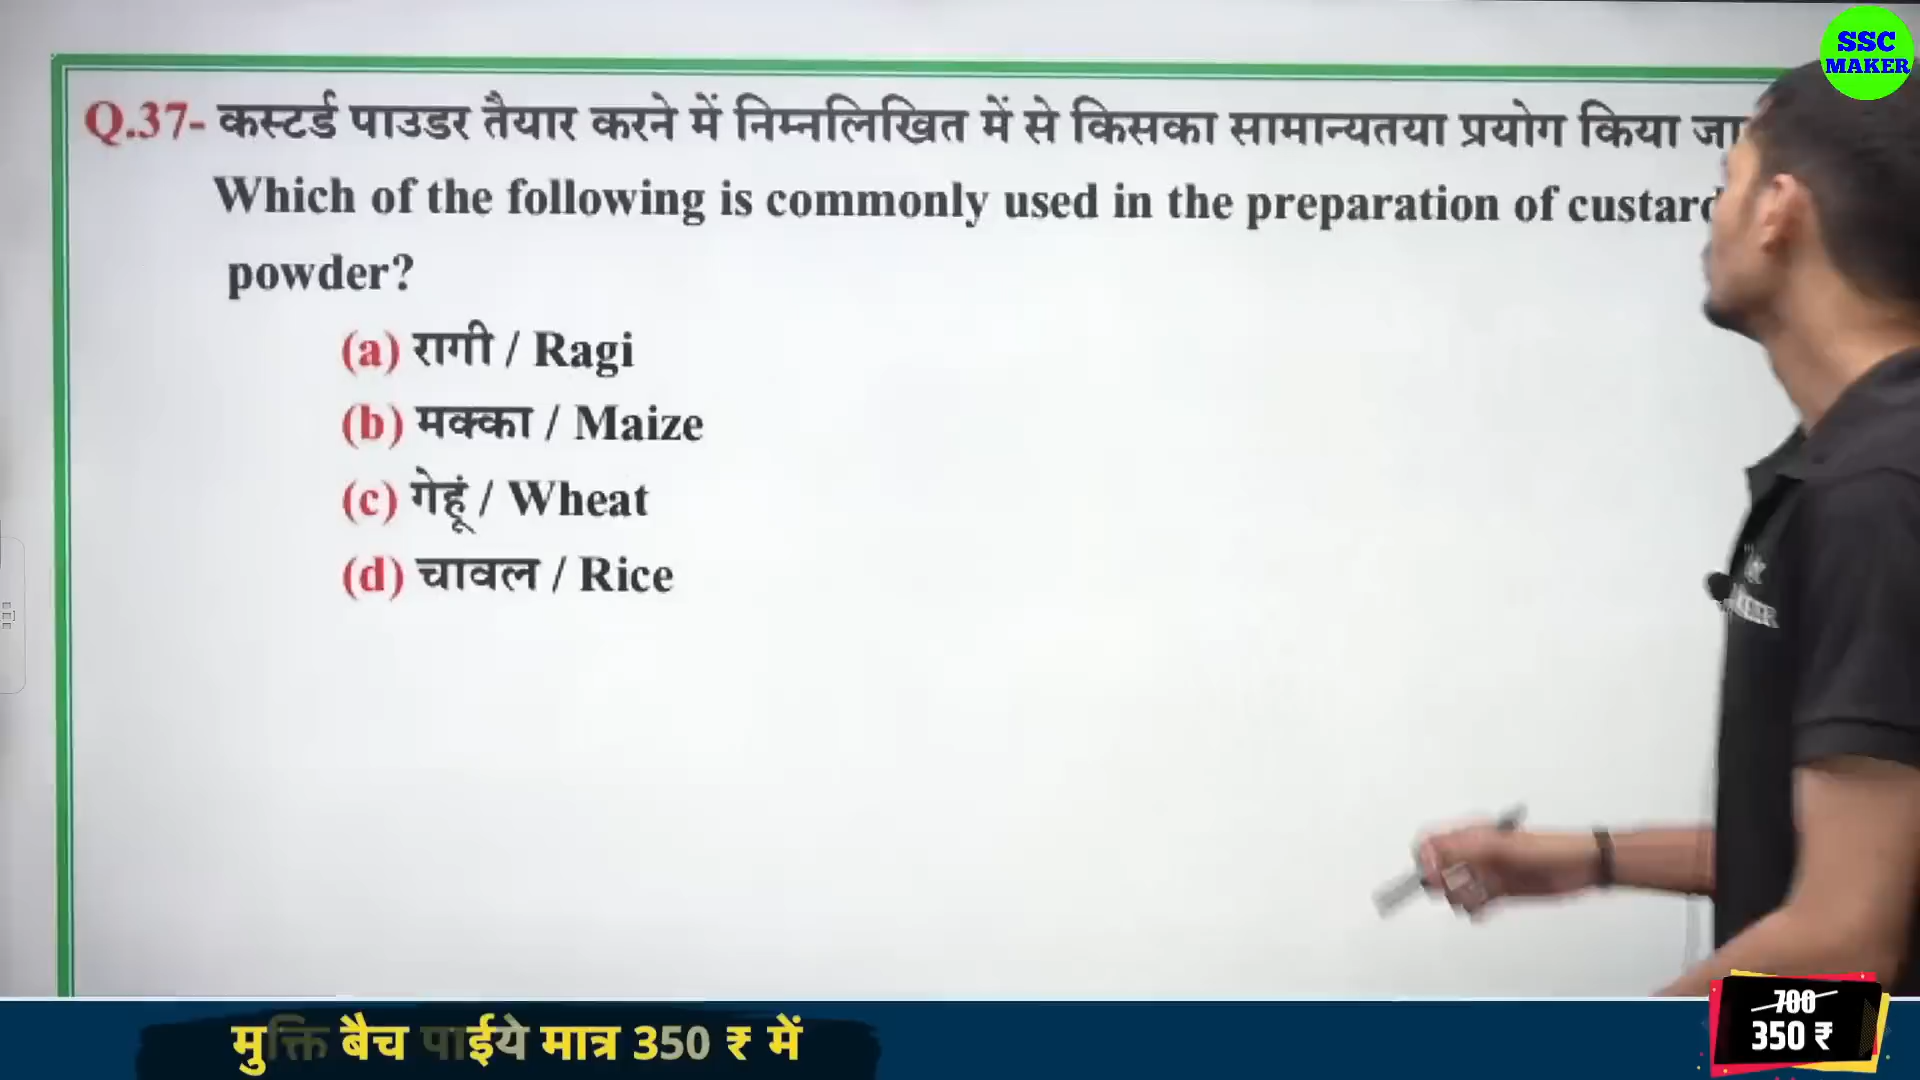 SSC
MAKER
Q.37- कस्टर्ड पाउडर तैयार करने में निम्नलिखित में से किसका सामान्यतया प्रयोग किया
Which of the following is commonly used in the preparation of custard
powder?
(a) रागी / Ragi
(b) मक्का / Maize
(c) गेहूं / Wheat
(d) चावल / Rice
मुक्ति बैच पाईये मात्र 350 ₹ में
700
350 ₹